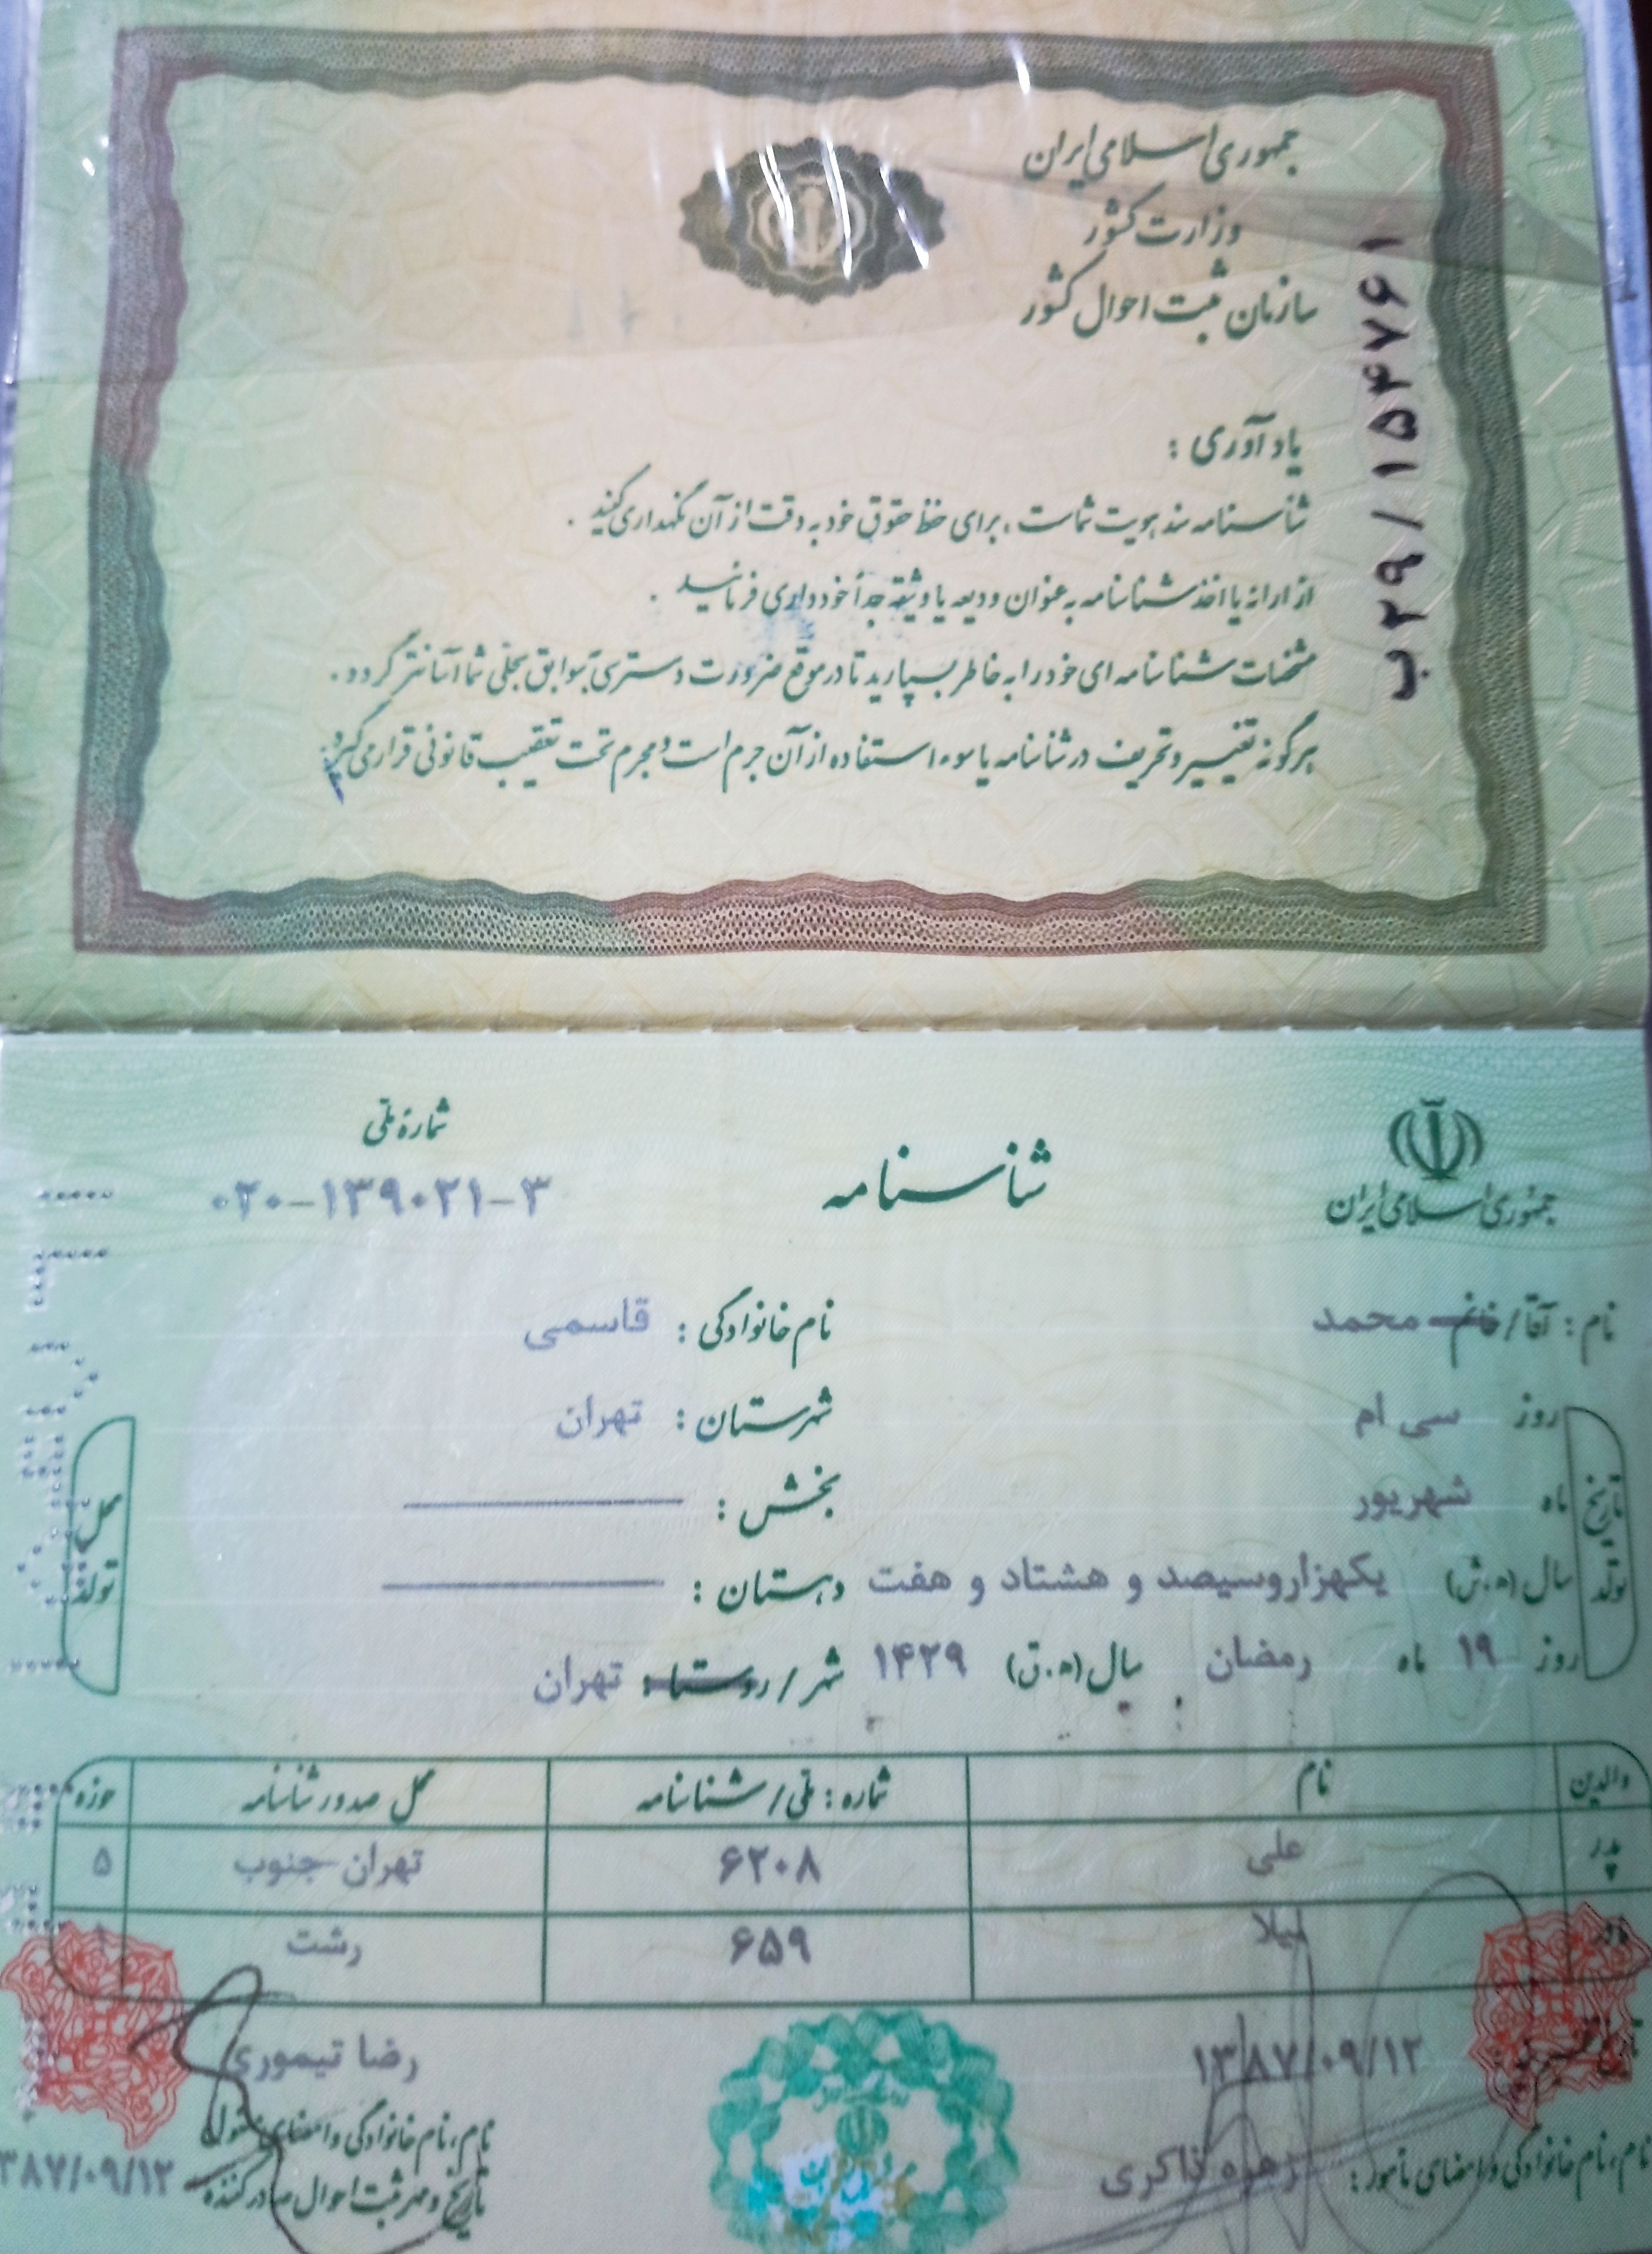 جمهوری اسلامی ایران
وزارت کشور
سازمان ثبت احوال کشور
ب۲۹/۱۵۴۷۶۱
یادآوری :
شناسنامه سند هویت شماست ، برای حفظ حقوق خود به دقت از آن نگهداری کنید .
از ارائه یا اخذ شناسنامه به عنوان ودیعه یا وثیقه جداً خودداری فرمائید .
مشخصات شناسنامه ای خود را به خاطر بسپارید تا در موقع ضرورت دسترسی بسوابق سجلی شما آسانتر گردد .
هرگونه تغییر و تحریف در شناسنامه یا سوء استفاده از آن جرم است و مجرم تحت تعقیب قانونی قرار می گیرد
جمهوری اسلامی ایران
شناسنامه
شماره ملی
۰۲۰-۱۳۹۰۲۱-۳
نام : آقا/خانم محمد نام خانوادگی : قاسمی
تاریخ تولد
روز سی ام شهرستان : تهران
ماه شهریور بخش :
سال (ه.ش) یکهزاروسیصد و هشتاد و هفت دهستان :
روز ۱۹ ماه رمضان سال (ه.ق) ۱۴۲۹ شهر/روستا : تهران
محل تولد
والدین نام شماره : ملی/شناسنامه محل صدور شناسنامه حوزه
پدر علی ۶۲۰۸ تهران-جنوب ۵
مادر لیلا ۶۵۹ رشت
۱۳۸۷/۰۹/۱۲ رضا تیموری
نام، نام خانوادگی و امضای مأمور : زهره ذاکری
نام، نام خانوادگی و امضای مسئول
تاریخ و مهر ثبت احوال صادر کننده ۳۸۷/۰۹/۱۲